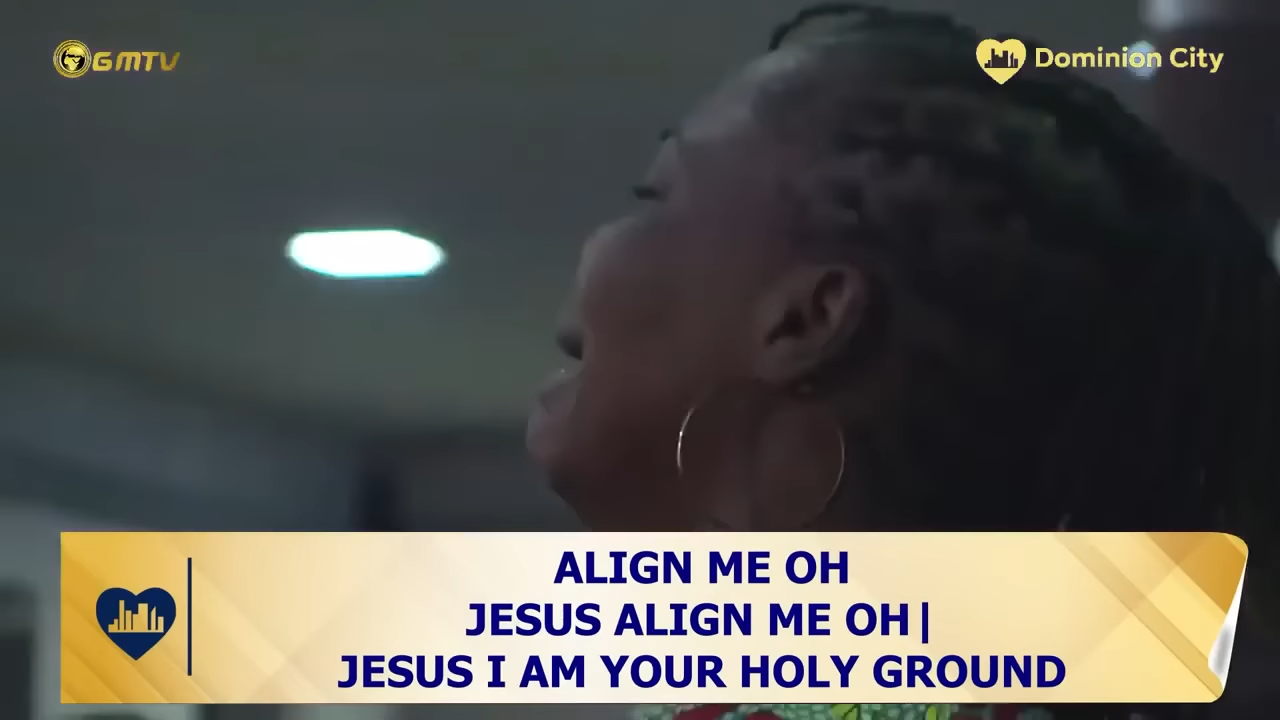 GMTV
Dominion City
ALIGN ME OH
JESUS ALIGN ME OH|
JESUS I AM YOUR HOLY GROUND